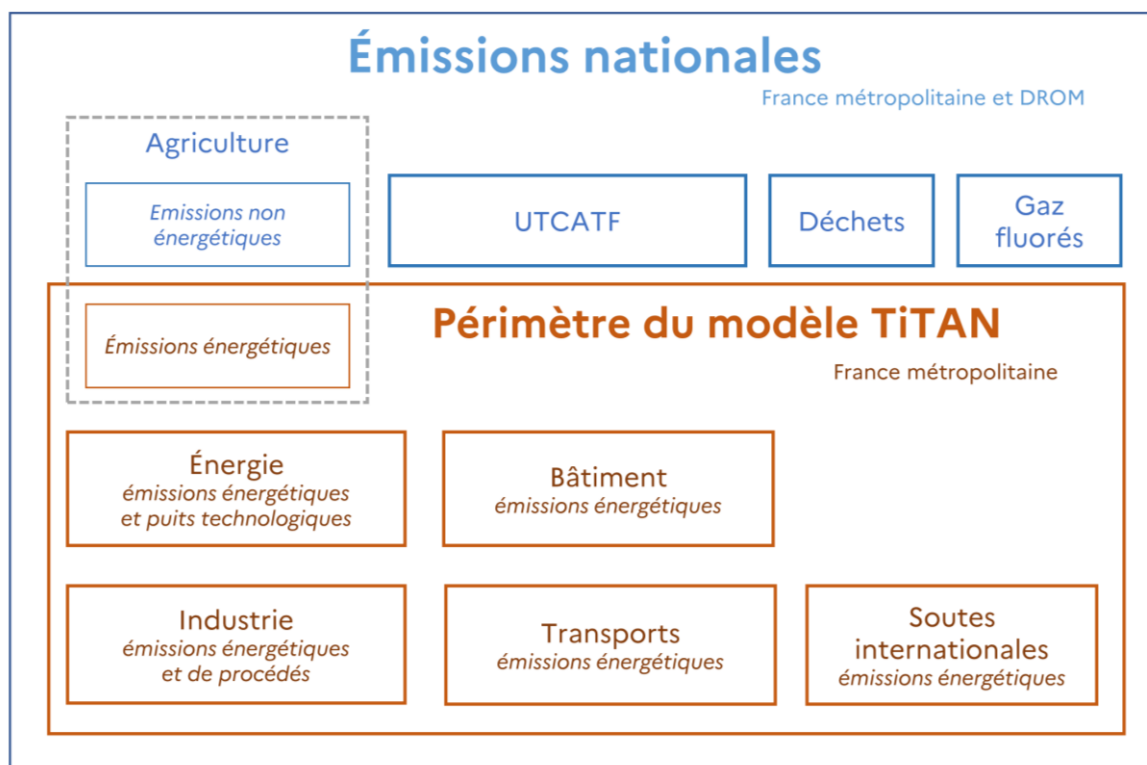 Émissions nationales
France métropolitaine et DROM
Agriculture
Emissions non
énergétiques
UTCATF
Déchets
Gaz
fluorés
Émissions énergétiques
Périmètre du modèle TiTAN
France métropolitaine
Énergie
émissions énergétiques
et puits technologiques
Bâtiment
émissions énergétiques
Industrie
émissions énergétiques
et de procédés
Transports
émissions énergétiques
Soutes
internationales
émissions énergétiques